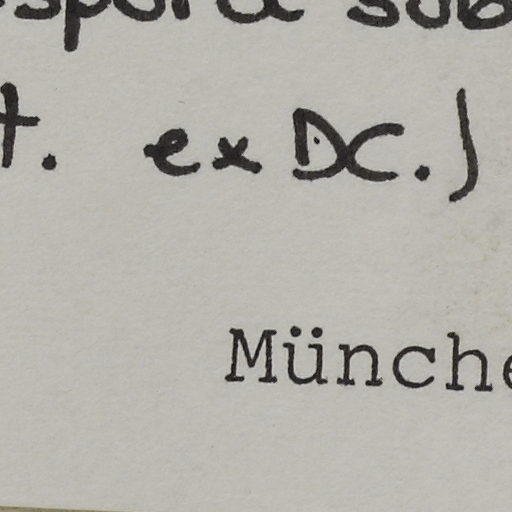 t. ex DC.)
Münche